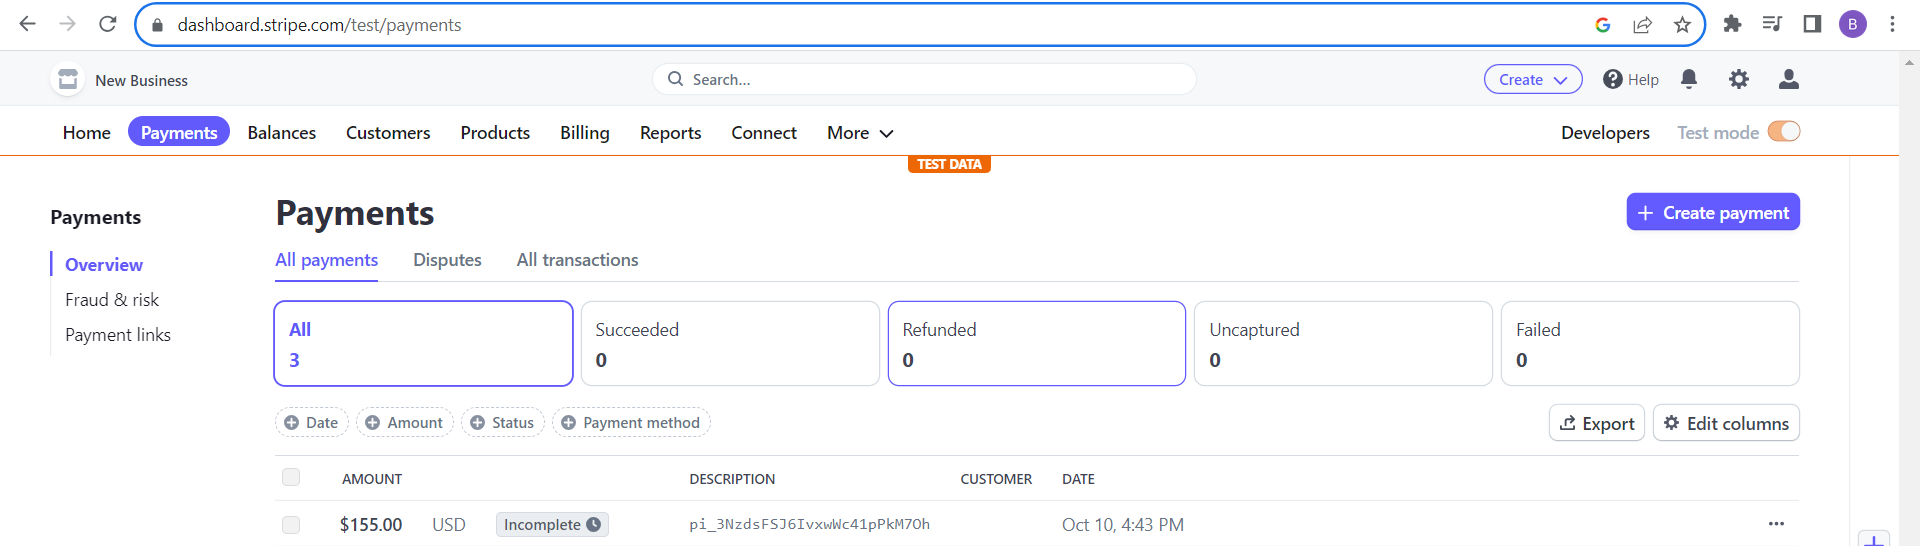 dashboard.stripe.com/test/payments
B
New Business
Search...
Create
Help
Home Payments Balances Customers Products Billing Reports Connect More
Developers Test mode
TEST DATA
Payments
Overview
Fraud & risk
Payment links
Payments
+ Create payment
All payments Disputes All transactions
All
3
Succeeded
0
Refunded
0
Uncaptured
0
Failed
0
Date Amount Status Payment method
Export Edit columns
AMOUNT DESCRIPTION CUSTOMER DATE
$155.00 USD Incomplete pi_3NzdsFSJ6IvxwWc41pPkM7Oh Oct 10, 4:43 PM